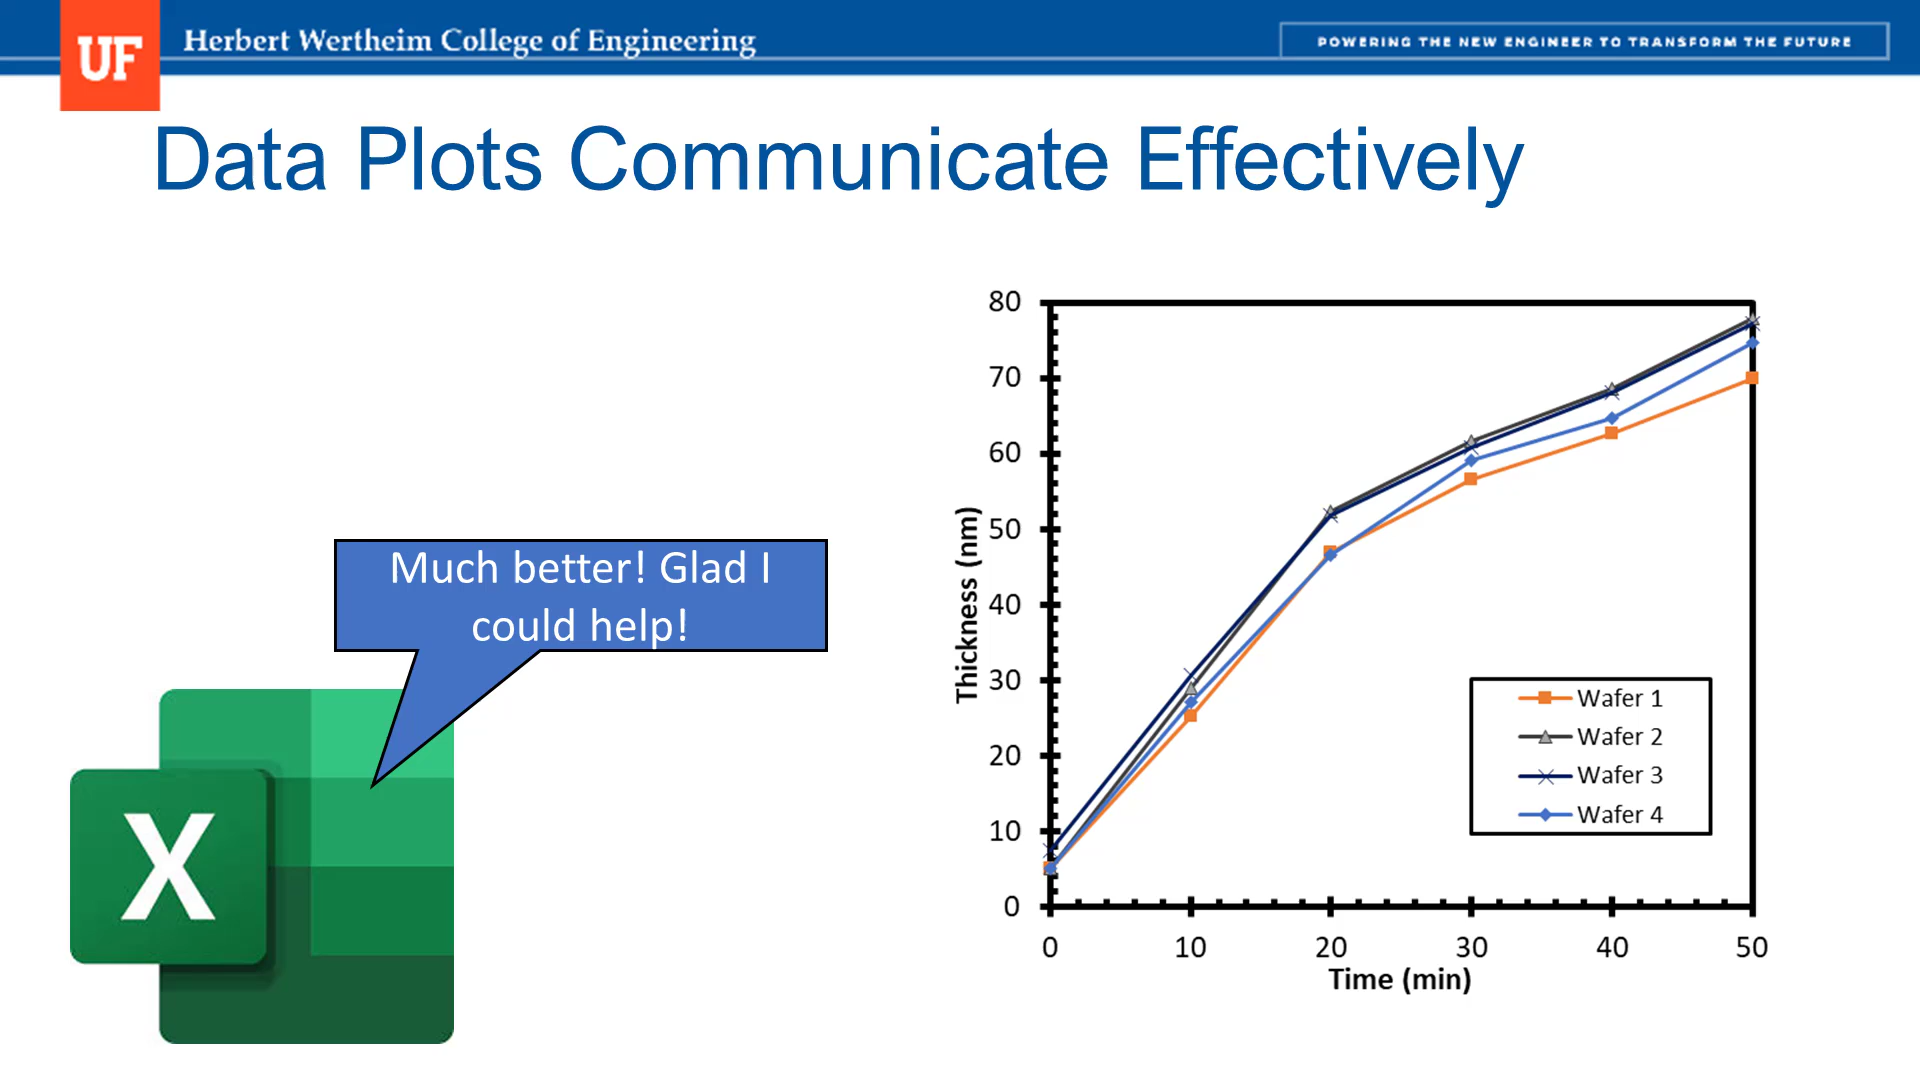 UF
Herbert Wertheim College of Engineering
POWERING THE NEW ENGINEER TO TRANSFORM THE FUTURE
Data Plots Communicate Effectively
Much better! Glad I
could help!
X
80
70
60
50
40
30
20
10
0
Thickness (nm)
0 10 20 30 40 50
Time (min)
Wafer 1
Wafer 2
Wafer 3
Wafer 4